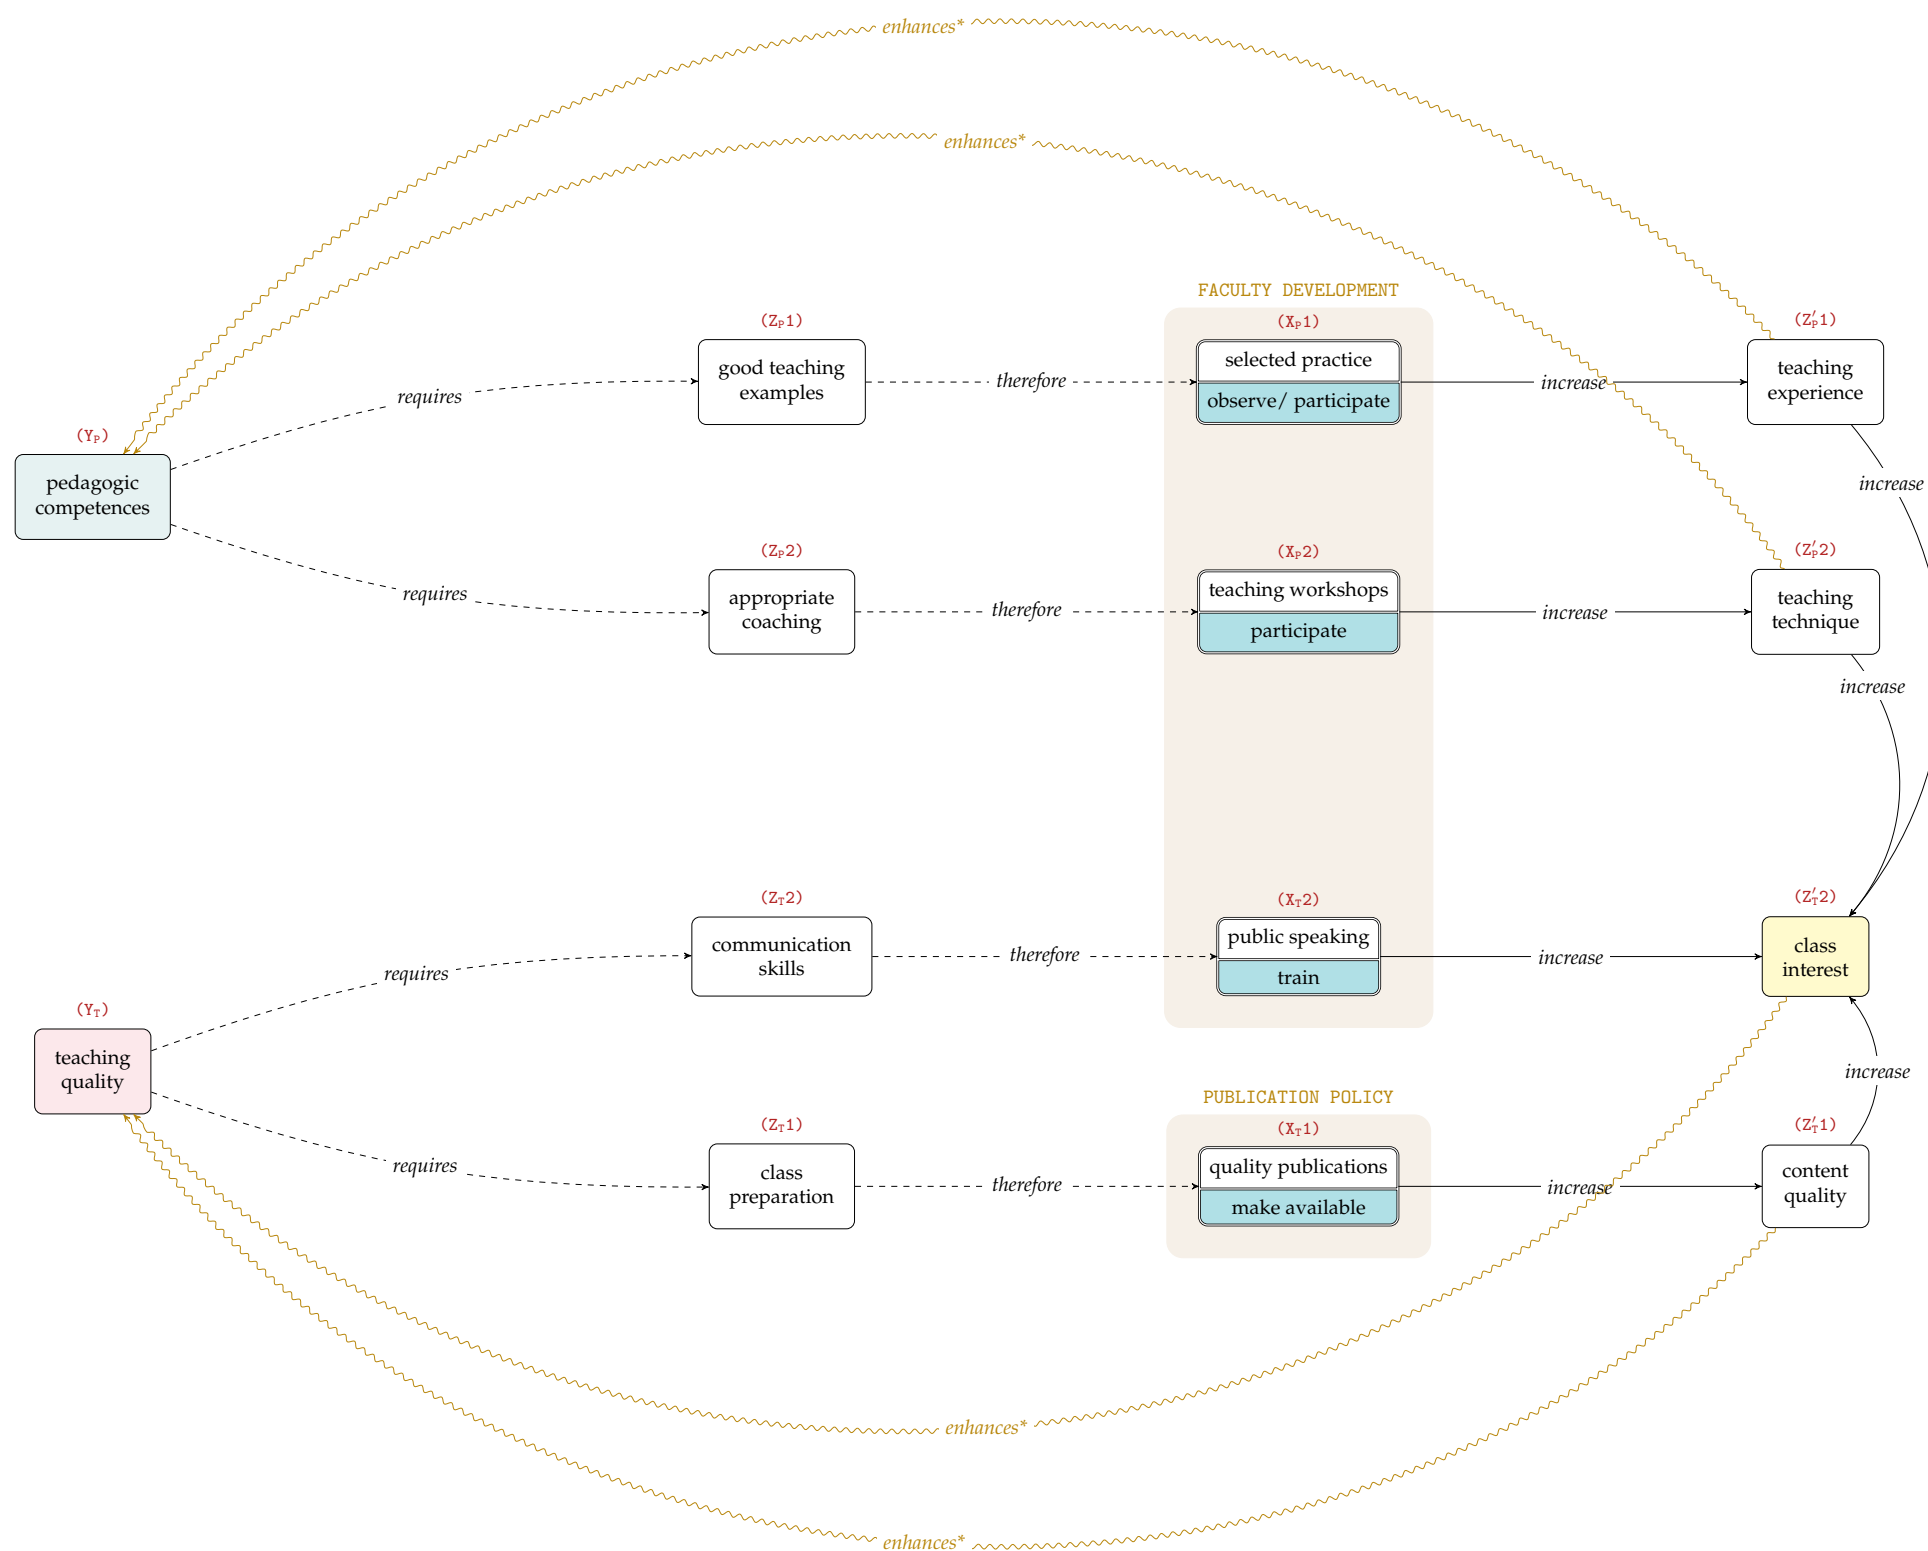 enhances*
enhances*
FACULTY DEVELOPMENT
(Z_P1)
(X_P1)
(Z′_P1)
good teaching
examples
therefore
selected practice
observe/ participate
increase
teaching
experience
requires
(Y_P)
pedagogic
competences
increase
(Z_P2)
(X_P2)
(Z′_P2)
requires
appropriate
coaching
therefore
teaching workshops
participate
increase
teaching
technique
increase
(Z_T2)
(X_T2)
(Z′_T2)
communication
skills
therefore
public speaking
train
increase
class
interest
requires
(Y_T)
teaching
quality
increase
PUBLICATION POLICY
(Z_T1)
(X_T1)
(Z′_T1)
requires
class
preparation
therefore
quality publications
make available
increase
content
quality
enhances*
enhances*